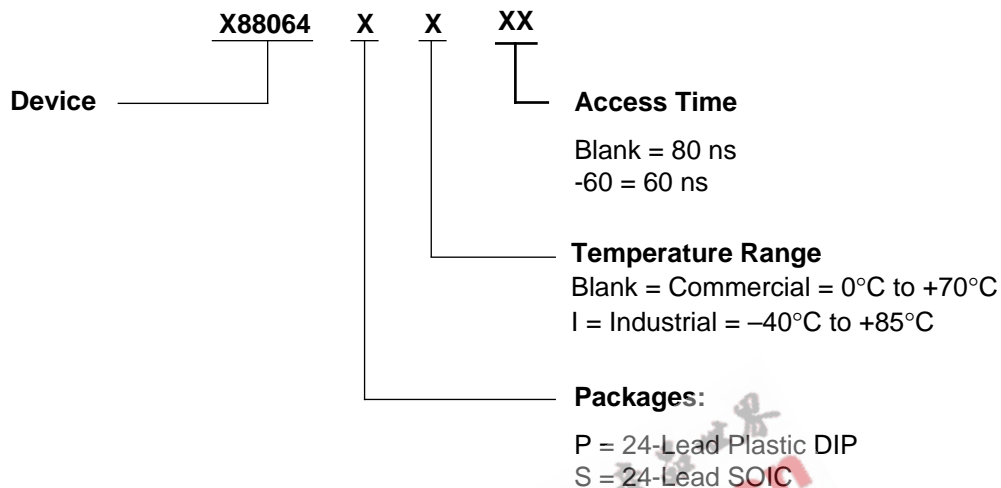 X88064 X X XX
Device
Access Time
Blank = 80 ns
-60 = 60 ns
Temperature Range
Blank = Commercial = 0°C to +70°C
I = Industrial = –40°C to +85°C
Packages:
P = 24-Lead Plastic DIP
S = 24-Lead SOIC